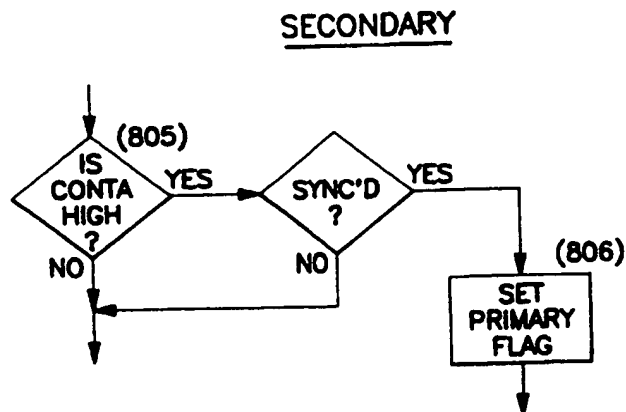 SECONDARY
(805)
IS
CONTA
HIGH
?
YES
NO
SYNC'D
?
YES
NO
(806)
SET
PRIMARY
FLAG